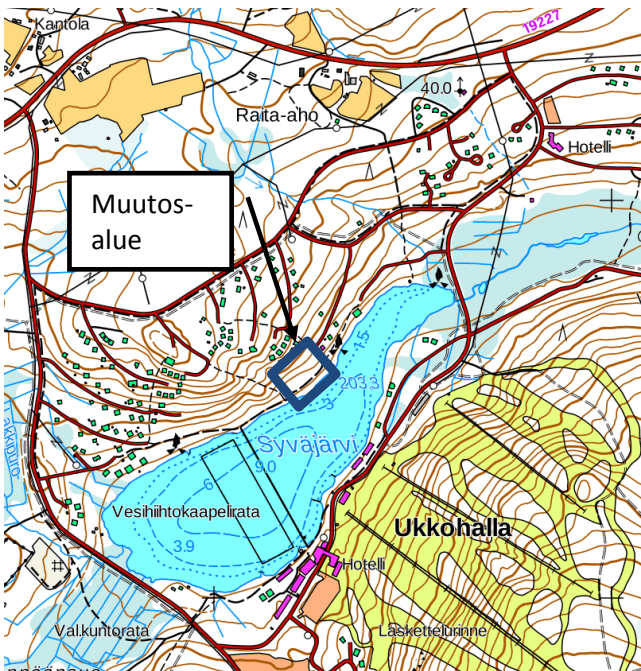 Kantola
19227
40.0
Raita-aho
Hotelli
Muutos-
alue
1.5
203.3
3
Syväjärvi
9.0
6
Vesihiihtokaapelirata
Ukkohalla
3.9
Hotelli
Val.kuntorata
Laskettelurinne